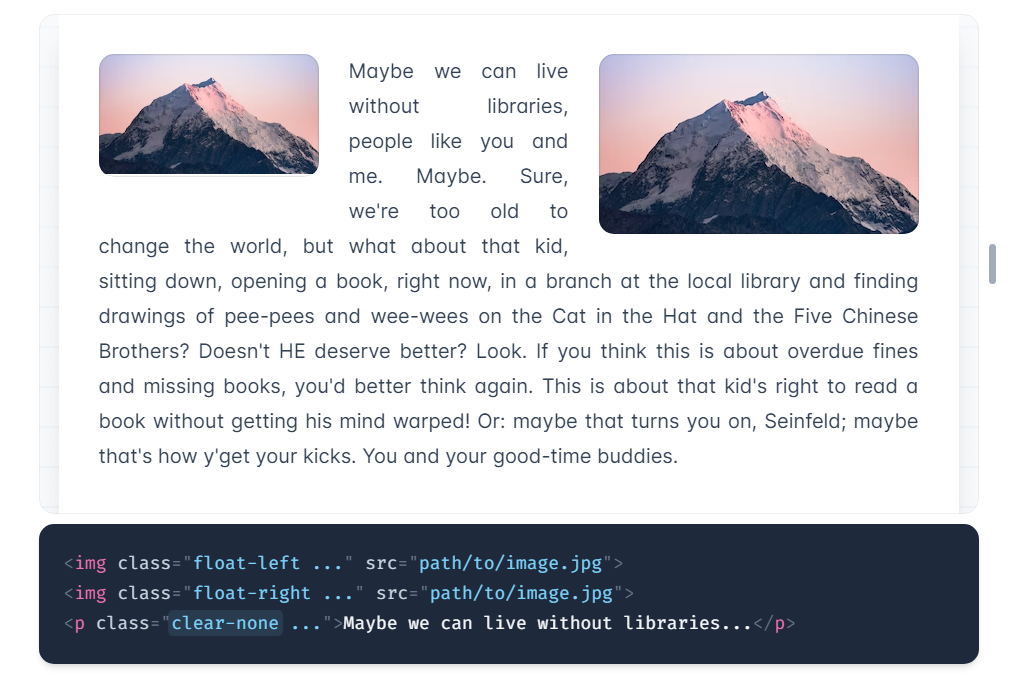 Maybe we can live
without libraries,
people like you and
me. Maybe. Sure,
we're too old to
change the world, but what about that kid,
sitting down, opening a book, right now, in a branch at the local library and finding
drawings of pee-pees and wee-wees on the Cat in the Hat and the Five Chinese
Brothers? Doesn't HE deserve better? Look. If you think this is about overdue fines
and missing books, you'd better think again. This is about that kid's right to read a
book without getting his mind warped! Or: maybe that turns you on, Seinfeld; maybe
that's how y'get your kicks. You and your good-time buddies.
<img class="float-left ..." src="path/to/image.jpg">
<img class="float-right ..." src="path/to/image.jpg">
<p class="clear-none ...">Maybe we can live without libraries...</p>